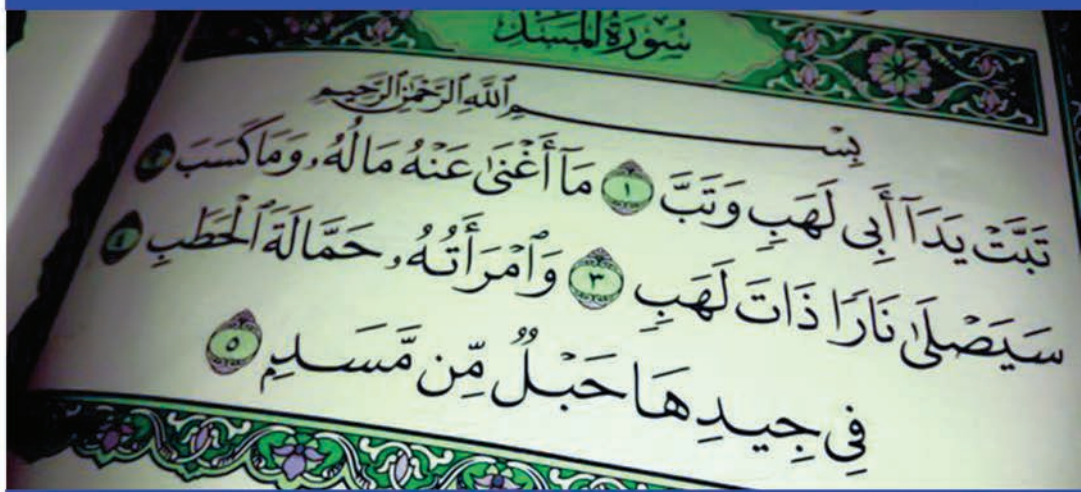 سُورَةُ المَسَدِ
بِسْمِ ٱللَّهِ ٱلرَّحْمَٰنِ ٱلرَّحِيمِ
تَبَّتْ يَدَآ أَبِى لَهَبٍ وَتَبَّ ١ مَآ أَغْنَىٰ عَنْهُ مَالُهُۥ وَمَا كَسَبَ ٢
سَيَصْلَىٰ نَارًا ذَاتَ لَهَبٍ ٣ وَٱمْرَأَتُهُۥ حَمَّالَةَ ٱلْحَطَبِ ٤
فِى جِيدِهَا حَبْلٌ مِّن مَّسَدٍۭ ٥